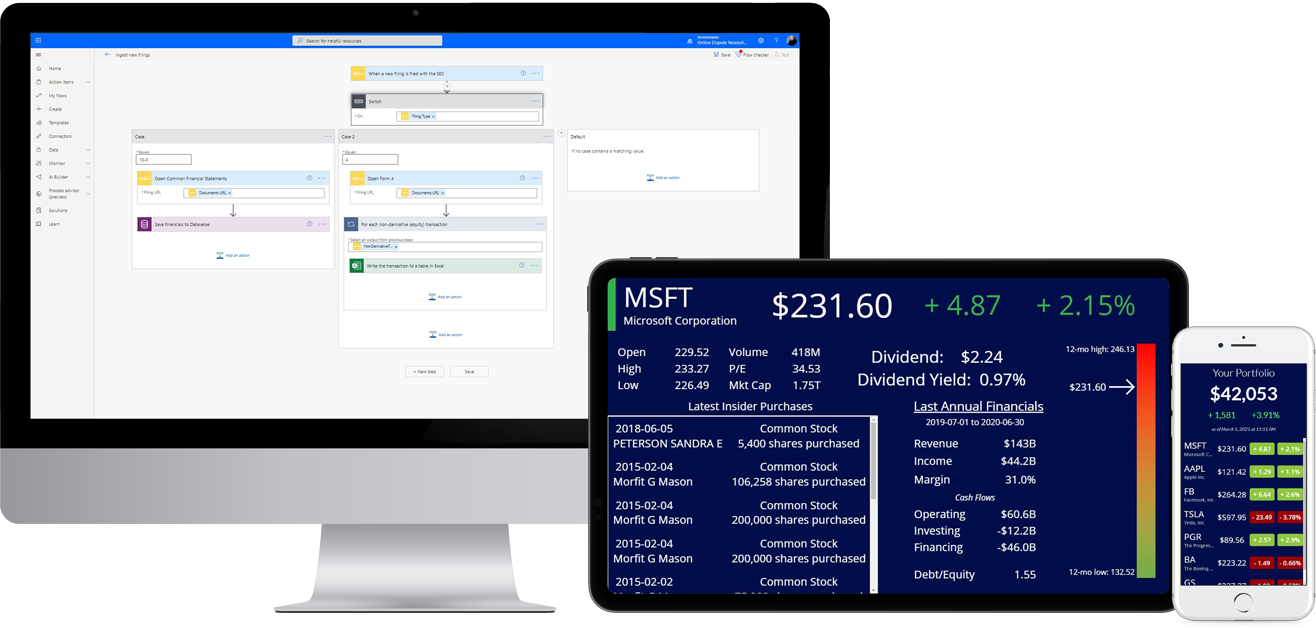 Search for helpful resources
Environments
Online Dispute Resoluti...
?
Ingest new filings
Save
Flow checker
Test
Home
Action items
My flows
Create
Templates
Connectors
Data
Monitor
AI Builder
Process advisor
(preview)
Solutions
Learn
When a new filing is filed with the SEC
Switch
* On
Filing Type x
Case
* Equals
10-K
Open Common Financial Statements
* Filing URL
Documents URL x
Save financials to Dataverse
Add an action
Case 2
* Equals
4
Open Form 4
* Filing URL
Documents URL x
For each non-derivative (equity) transaction
* Select an output from previous steps
NonDerivativeT... x
Write the transaction to a table in Excel
Add an action
Add an action
Default
If no case contains a matching value
Add an action
+ New step
Save
MSFT
Microsoft Corporation
$231.60
+ 4.87
+ 2.15%
Open 229.52 Volume 418M
High 233.27 P/E 34.53
Low 226.49 Mkt Cap 1.75T
Dividend: $2.24
Dividend Yield: 0.97%
12-mo high: 246.13
$231.60
12-mo low: 132.52
Latest Insider Purchases
2018-06-05 Common Stock
PETERSON SANDRA E 5,400 shares purchased
2015-02-04 Common Stock
Morfit G Mason 106,258 shares purchased
2015-02-04 Common Stock
Morfit G Mason 200,000 shares purchased
2015-02-04 Common Stock
Morfit G Mason 200,000 shares purchased
2015-02-02 Common Stock
Last Annual Financials
2019-07-01 to 2020-06-30
Revenue $143B
Income $44.2B
Margin 31.0%
Cash Flows
Operating $60.6B
Investing -$12.2B
Financing -$46.0B
Debt/Equity 1.55
Your Portfolio
$42,053
+ 1,581 +3.91%
as of March 5, 2021 at 11:11 AM
MSFT $231.60 + 4.87 + 2.1%
Microsoft C...
AAPL $121.42 + 1.29 + 1.1%
Apple Inc.
FB $264.28 + 6.64 + 2.6%
Facebook, Inc.
TSLA $597.95 - 23.49 - 3.78%
Tesla, Inc.
PGR $89.56 + 2.57 + 2.9%
The Progres...
BA $223.22 - 1.49 - 0.66%
The Boeing ...
GS